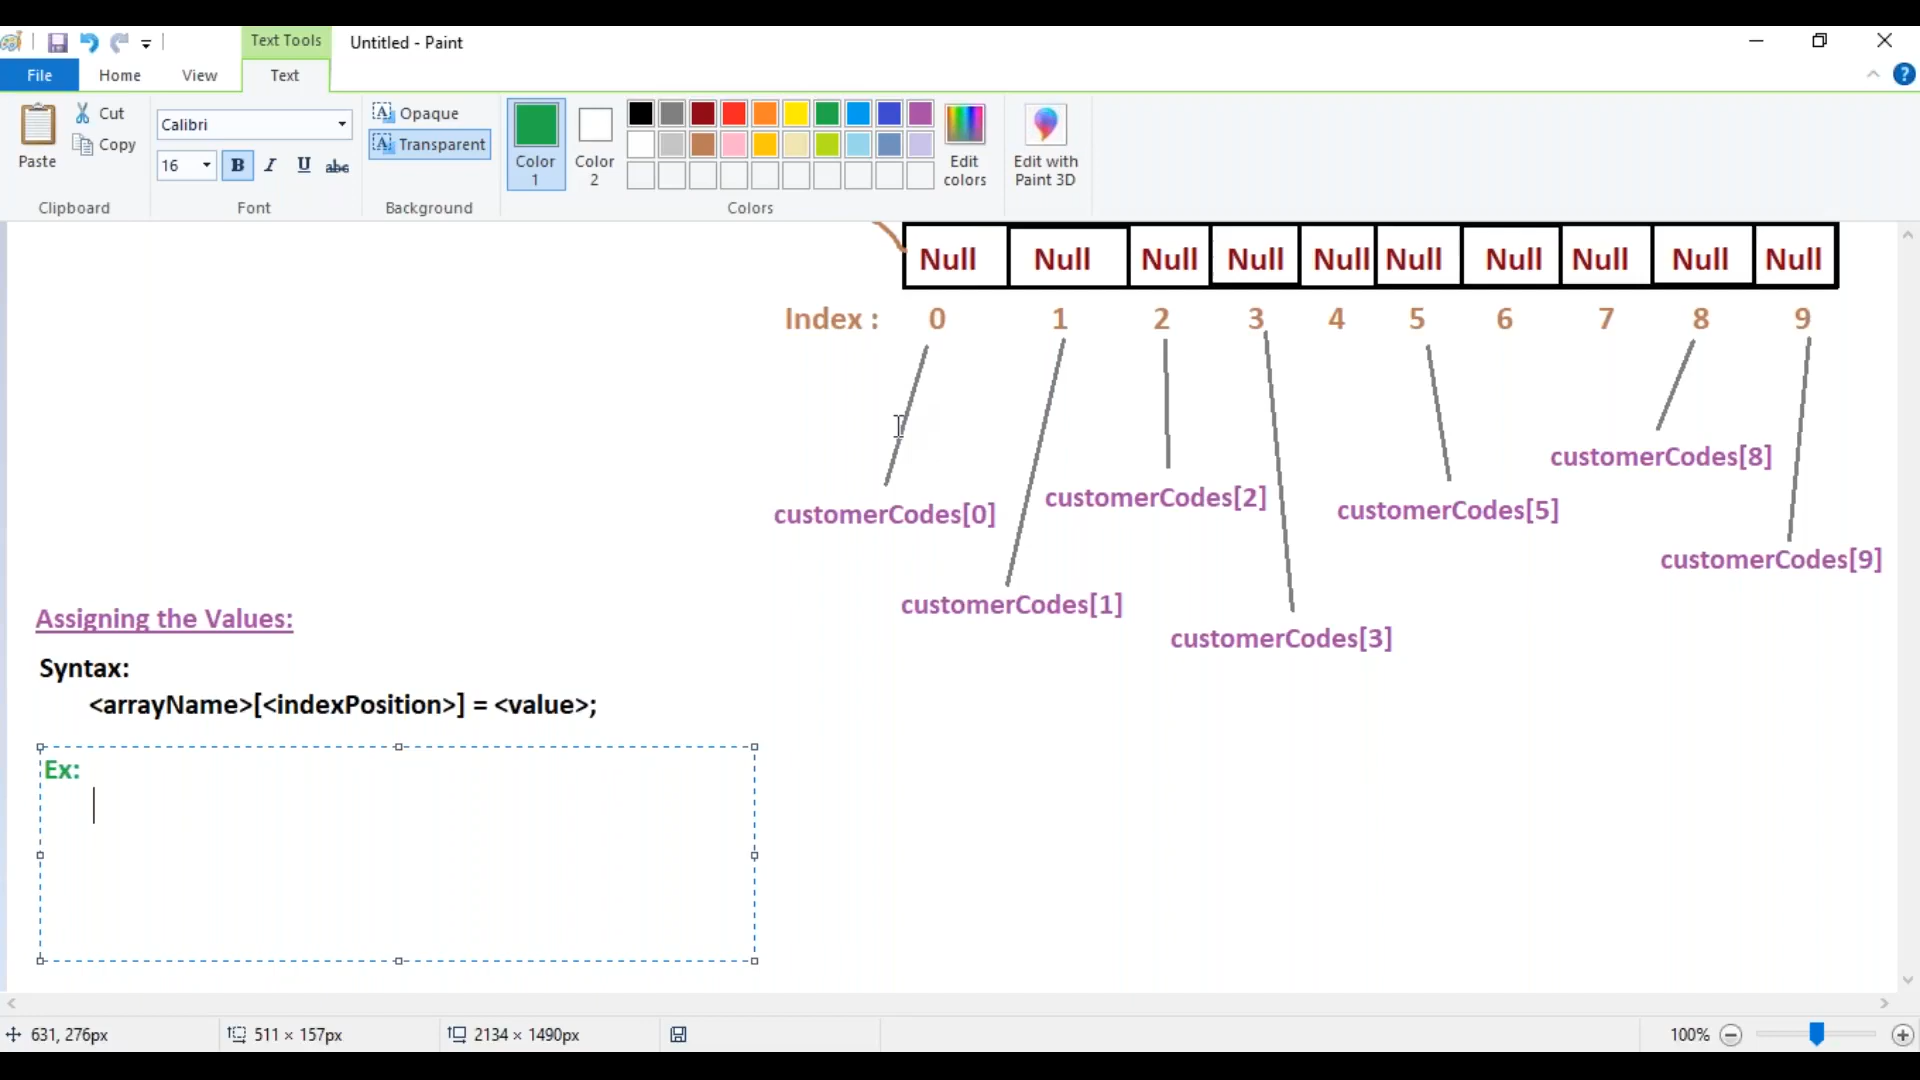 Text Tools
Untitled - Paint
File Home View Text
Paste
Cut
Copy
Clipboard
Calibri
16 B I U abc
Font
Opaque
Transparent
Background
Color 1
Color 2
Edit colors
Colors
Edit with Paint 3D
Null Null Null Null Null Null Null Null Null Null
Index : 0 1 2 3 4 5 6 7 8 9
customerCodes[8]
customerCodes[2]
customerCodes[5]
customerCodes[0]
customerCodes[9]
customerCodes[1]
customerCodes[3]
Assigning the Values:
Syntax:
<arrayName>[<indexPosition>] = <value>;
Ex:
631, 276px 511 × 157px 2134 × 1490px 100%